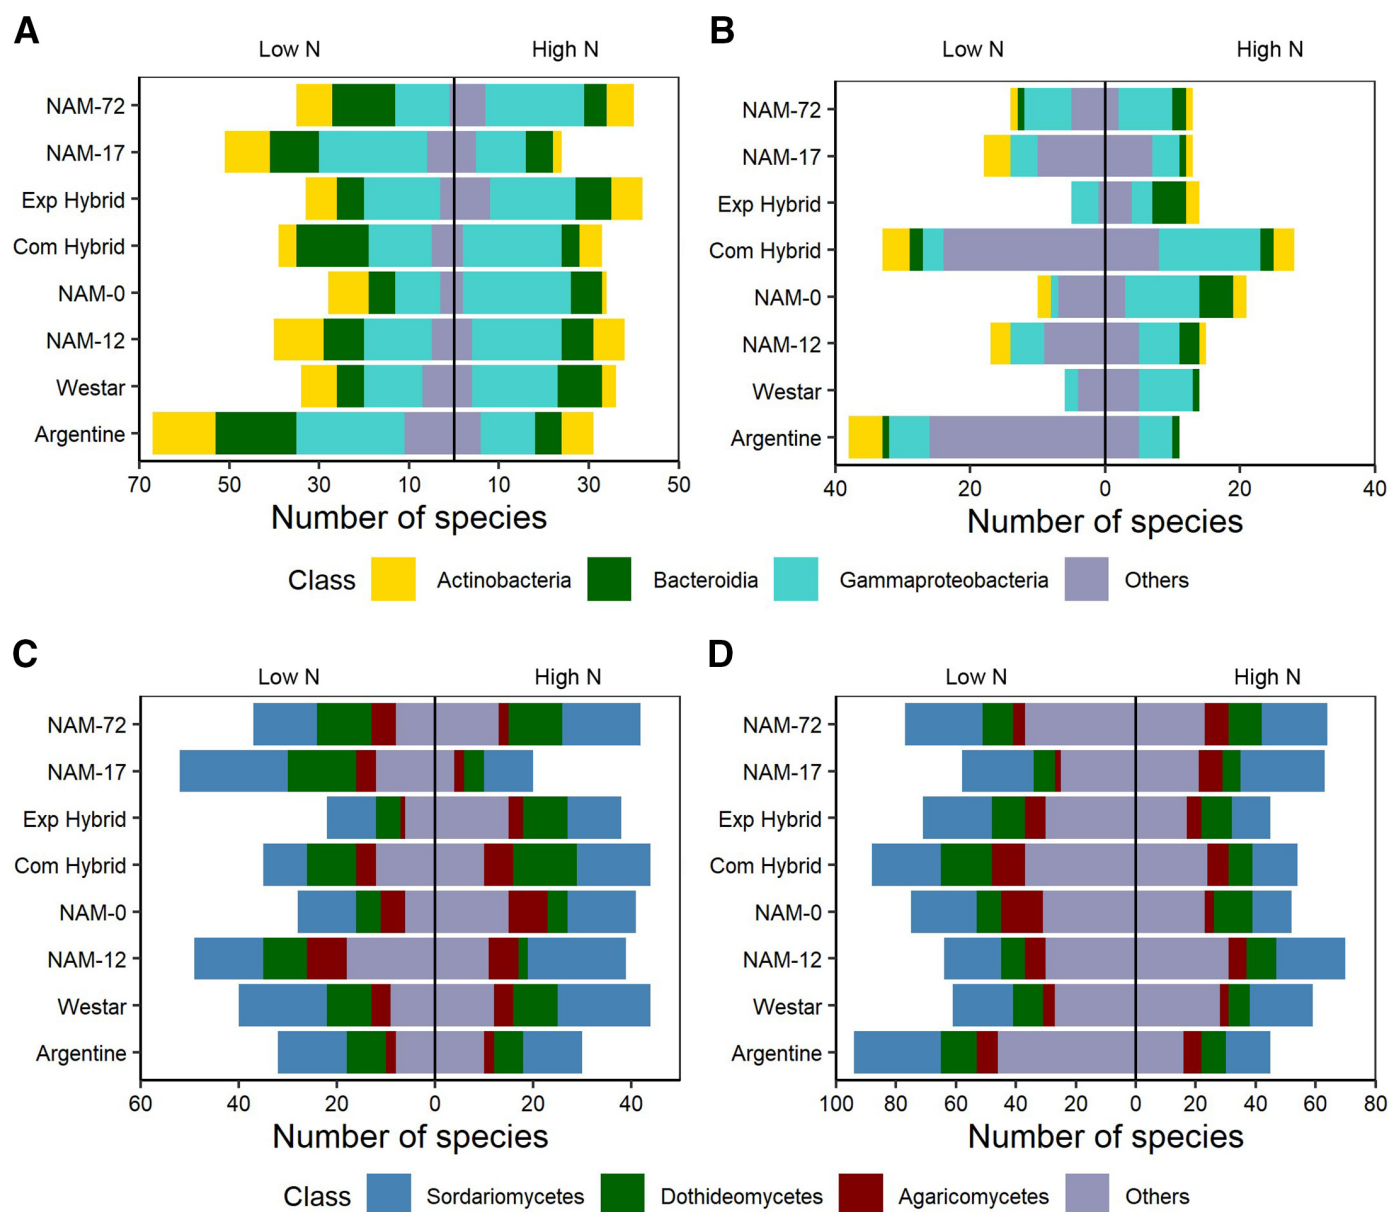 A
Low N High N
NAM-72
NAM-17
Exp Hybrid
Com Hybrid
NAM-0
NAM-12
Westar
Argentine
70 50 30 10 10 30 50
Number of species
B
Low N High N
NAM-72
NAM-17
Exp Hybrid
Com Hybrid
NAM-0
NAM-12
Westar
Argentine
40 20 0 20 40
Number of species
Class Actinobacteria Bacteroidia Gammaproteobacteria Others
C
Low N High N
NAM-72
NAM-17
Exp Hybrid
Com Hybrid
NAM-0
NAM-12
Westar
Argentine
60 40 20 0 20 40
Number of species
D
Low N High N
NAM-72
NAM-17
Exp Hybrid
Com Hybrid
NAM-0
NAM-12
Westar
Argentine
100 80 60 40 20 0 20 40 60 80
Number of species
Class Sordariomycetes Dothideomycetes Agaricomycetes Others